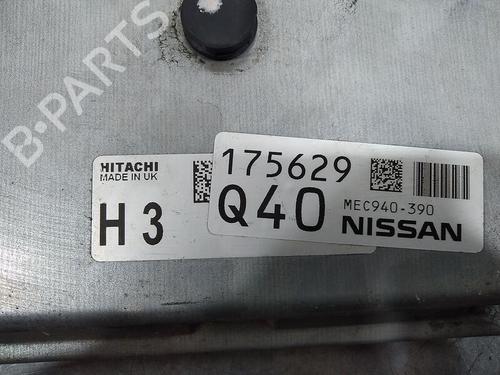 B-PARTS
HITACHI
MADE IN UK
H 3
175629
Q40
MEC940-390
NISSAN